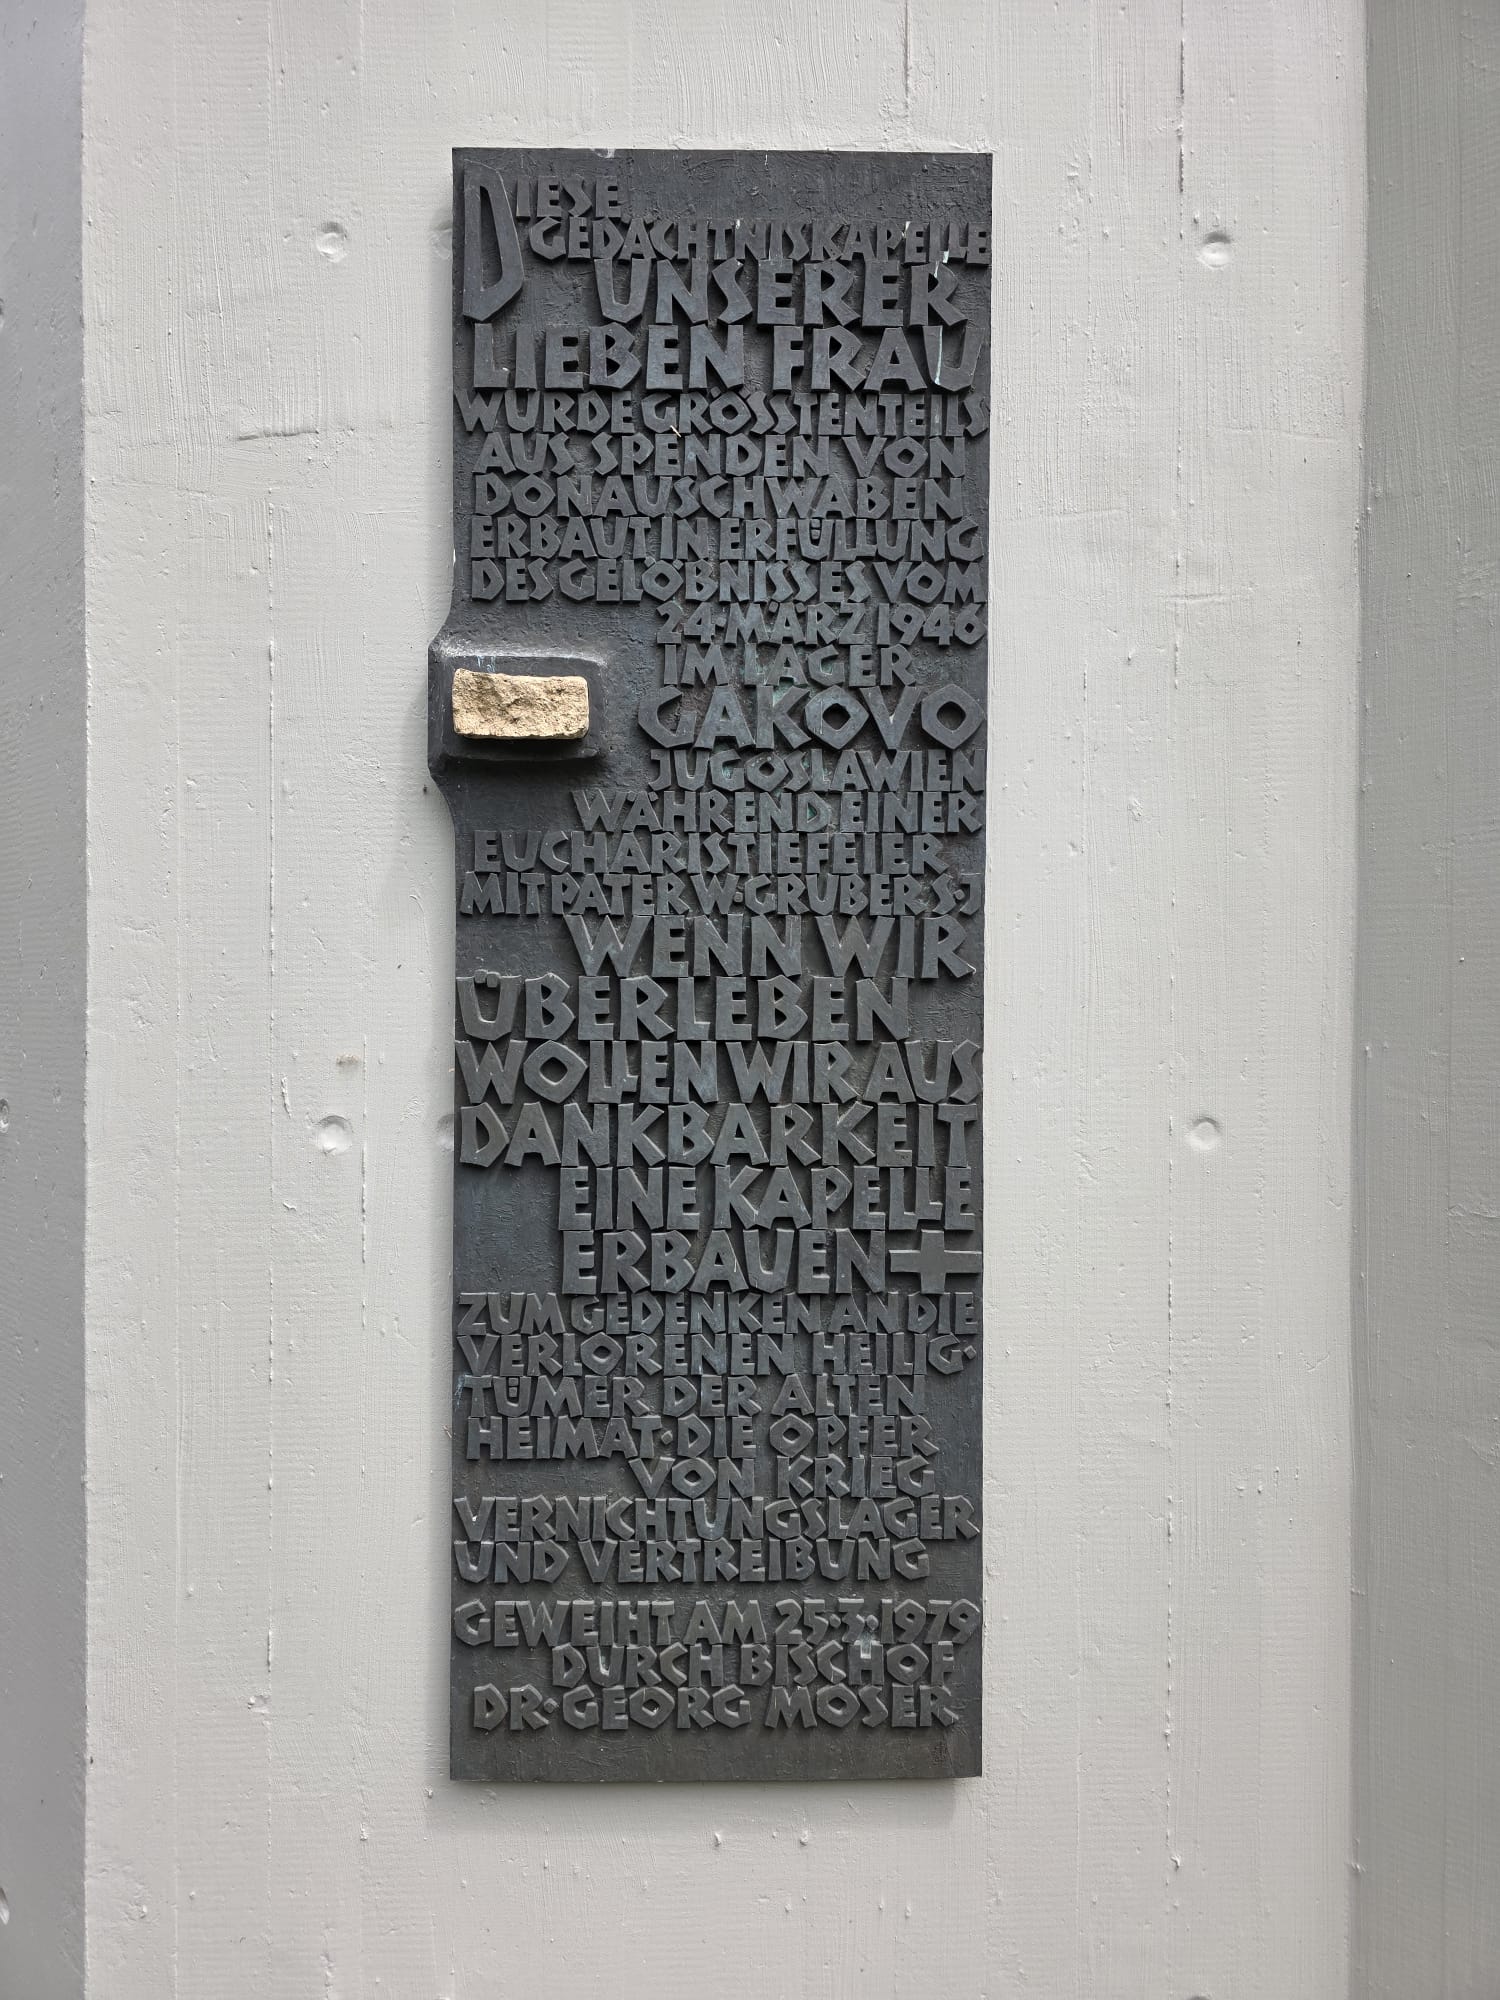 DIESE
GEDÄCHTNISKAPELLE
UNSERER
LIEBEN FRAU
WURDE GRÖSSTENTEILS
AUS SPENDEN VON
DONAUSCHWABEN
ERBAUT IN ERFÜLLUNG
DES GELÖBNISSES VOM
24·MÄRZ 1946
IM LAGER
GAKOVO
JUGOSLAWIEN
WÄHREND EINER
EUCHARISTIEFEIER
MIT PATER W·GRUBER S·J
WENN WIR
ÜBERLEBEN
WOLLEN WIR AUS
DANKBARKEIT
EINE KAPELLE
ERBAUEN +
ZUM GEDENKEN AN DIE
VERLORENEN HEILIG·
TÜMER DER ALTEN
HEIMAT·DIE OPFER
VON KRIEG
VERNICHTUNGSLAGER
UND VERTREIBUNG
GEWEIHT AM 25·3·1979
DURCH BISCHOF
DR·GEORG MOSER